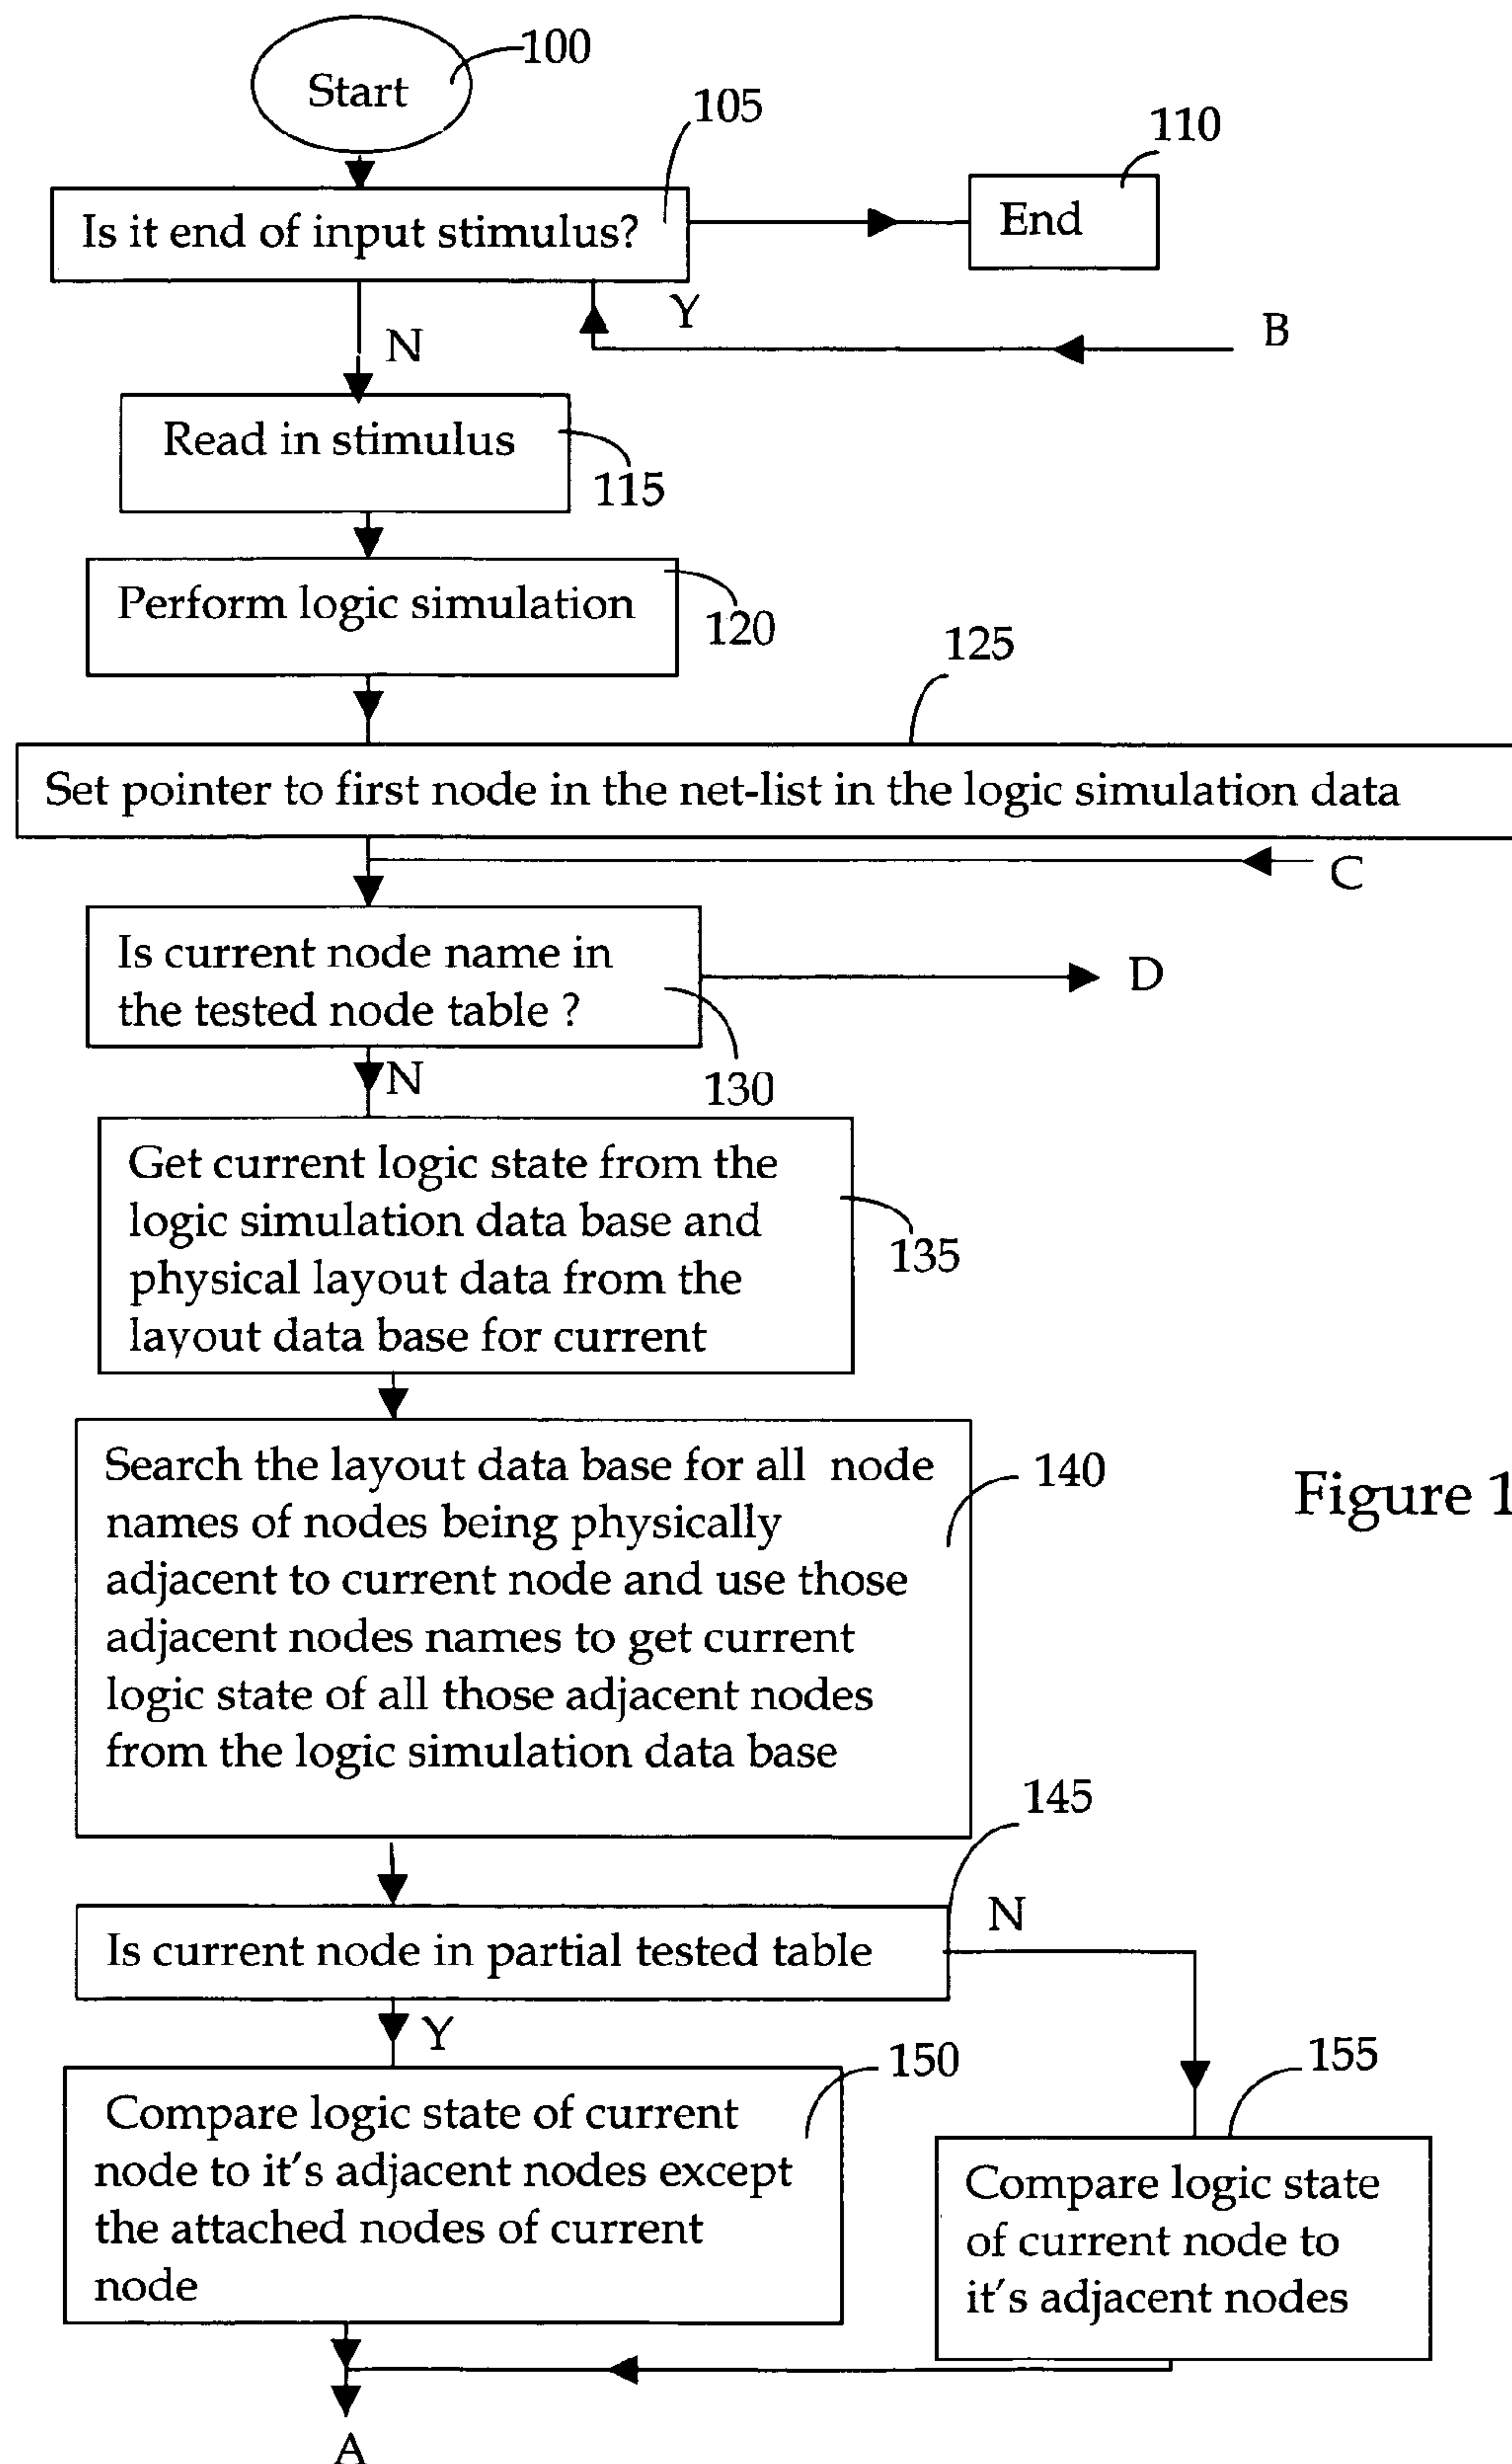 100
Start
105
110
Is it end of input stimulus?
End
Y
B
N
Read in stimulus
115
Perform logic simulation
120
125
Set pointer to first node in the net-list in the logic simulation data
C
Is current node name in
the tested node table ?
D
N
130
Get current logic state from the
logic simulation data base and
physical layout data from the
layout data base for current
135
Search the layout data base for all node
names of nodes being physically
adjacent to current node and use those
adjacent nodes names to get current
logic state of all those adjacent nodes
from the logic simulation data base
140
Figure 1
145
N
Is current node in partial tested table
Y
150
155
Compare logic state of current
node to it's adjacent nodes except
the attached nodes of current
node
Compare logic state
of current node to
it's adjacent nodes
A